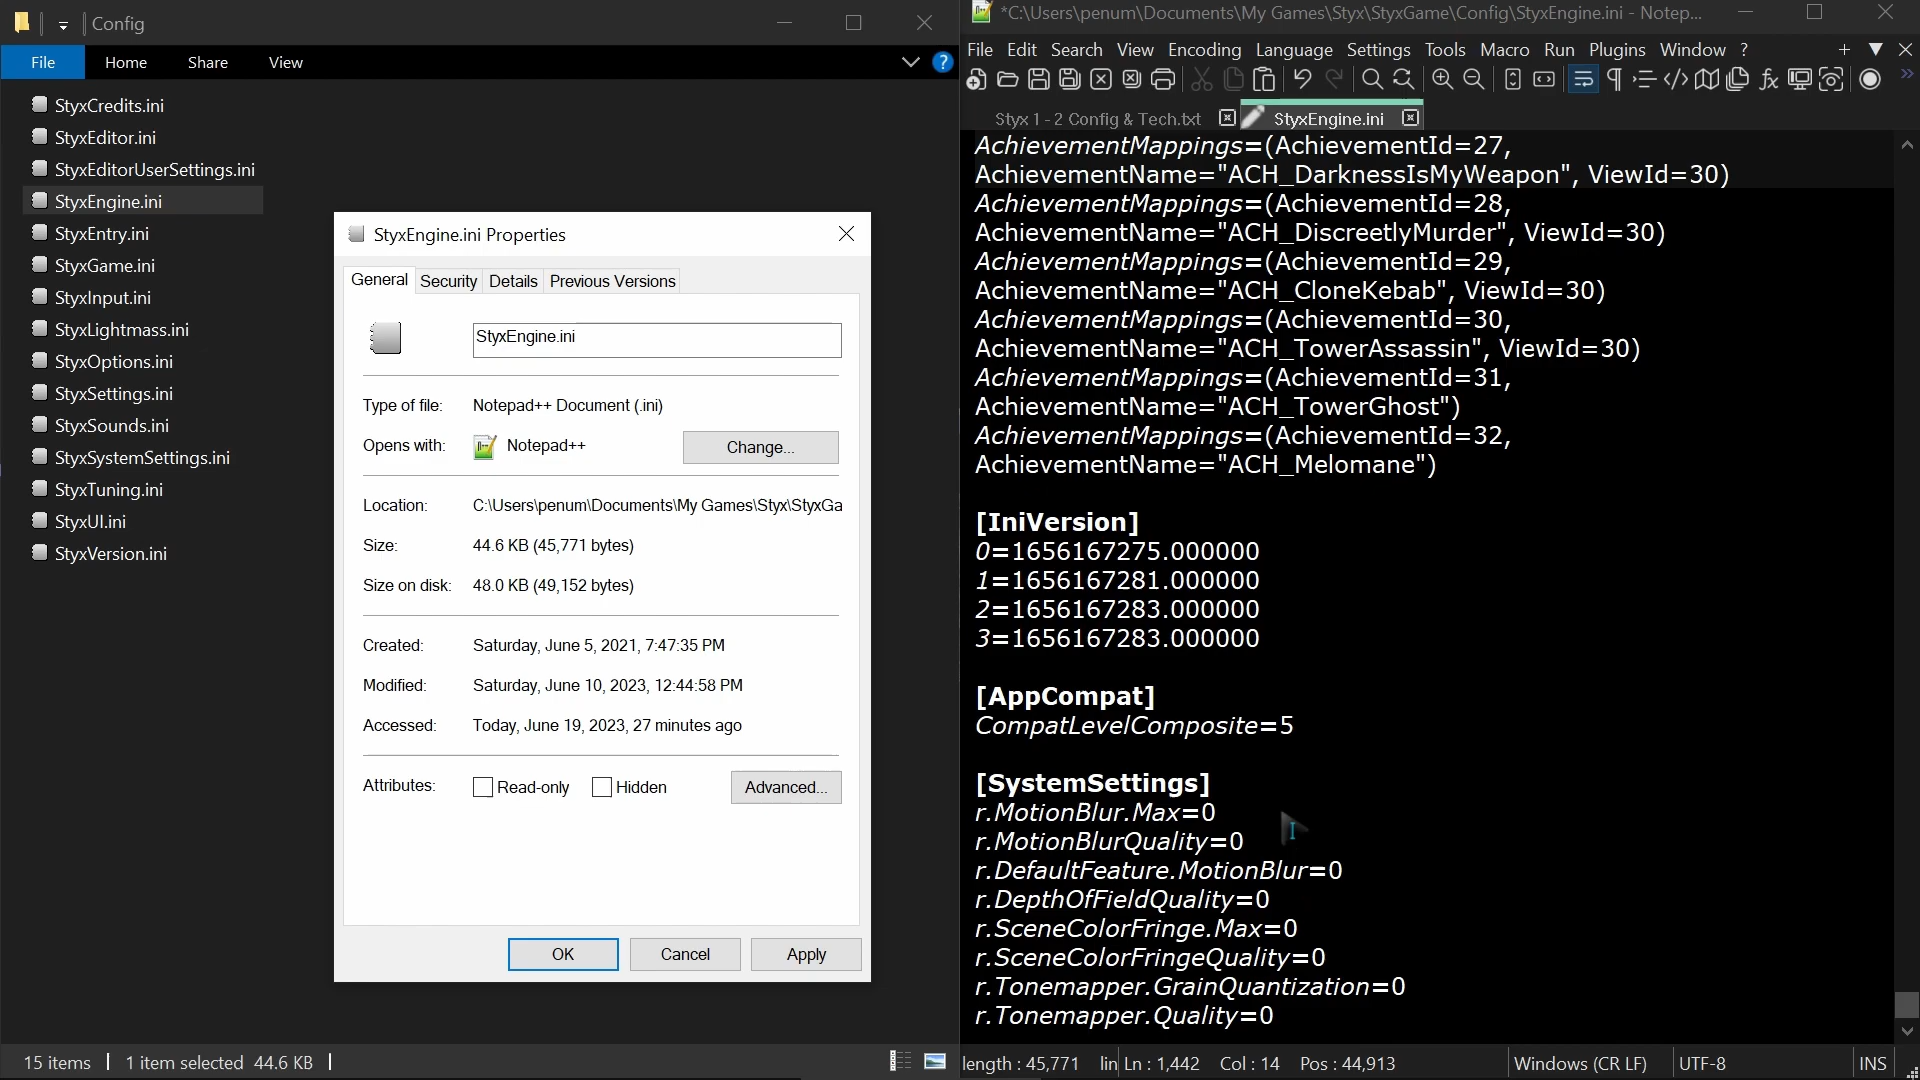 Config
File Home Share View
StyxCredits.ini
StyxEditor.ini
StyxEditorUserSettings.ini
StyxEngine.ini
StyxEntry.ini
StyxGame.ini
StyxInput.ini
StyxLightmass.ini
StyxOptions.ini
StyxSettings.ini
StyxSounds.ini
StyxSystemSettings.ini
StyxTuning.ini
StyxUI.ini
StyxVersion.ini
15 items 1 item selected 44.6 KB
StyxEngine.ini Properties
General Security Details Previous Versions
StyxEngine.ini
Type of file: Notepad++ Document (.ini)
Opens with: Notepad++ Change...
Location: C:\Users\penum\Documents\My Games\Styx\StyxGa
Size: 44.6 KB (45,771 bytes)
Size on disk: 48.0 KB (49,152 bytes)
Created: Saturday, June 5, 2021, 7:47:35 PM
Modified: Saturday, June 10, 2023, 12:44:58 PM
Accessed: Today, June 19, 2023, 27 minutes ago
Attributes: Read-only Hidden Advanced...
OK Cancel Apply
*C:\Users\penum\Documents\My Games\Styx\StyxGame\Config\StyxEngine.ini - Notep...
File Edit Search View Encoding Language Settings Tools Macro Run Plugins Window ?
Styx 1 - 2 Config & Tech.txt StyxEngine.ini
AchievementMappings=(AchievementId=27,
AchievementName="ACH_DarknessIsMyWeapon", ViewId=30)
AchievementMappings=(AchievementId=28,
AchievementName="ACH_DiscreetlyMurder", ViewId=30)
AchievementMappings=(AchievementId=29,
AchievementName="ACH_CloneKebab", ViewId=30)
AchievementMappings=(AchievementId=30,
AchievementName="ACH_TowerAssassin", ViewId=30)
AchievementMappings=(AchievementId=31,
AchievementName="ACH_TowerGhost")
AchievementMappings=(AchievementId=32,
AchievementName="ACH_Melomane")
[IniVersion]
0=1656167275.000000
1=1656167281.000000
2=1656167283.000000
3=1656167283.000000
[AppCompat]
CompatLevelComposite=5
[SystemSettings]
r.MotionBlur.Max=0
r.MotionBlurQuality=0
r.DefaultFeature.MotionBlur=0
r.DepthOfFieldQuality=0
r.SceneColorFringe.Max=0
r.SceneColorFringeQuality=0
r.Tonemapper.GrainQuantization=0
r.Tonemapper.Quality=0
length : 45,771 lin Ln : 1,442 Col : 14 Pos : 44,913 Windows (CR LF) UTF-8 INS